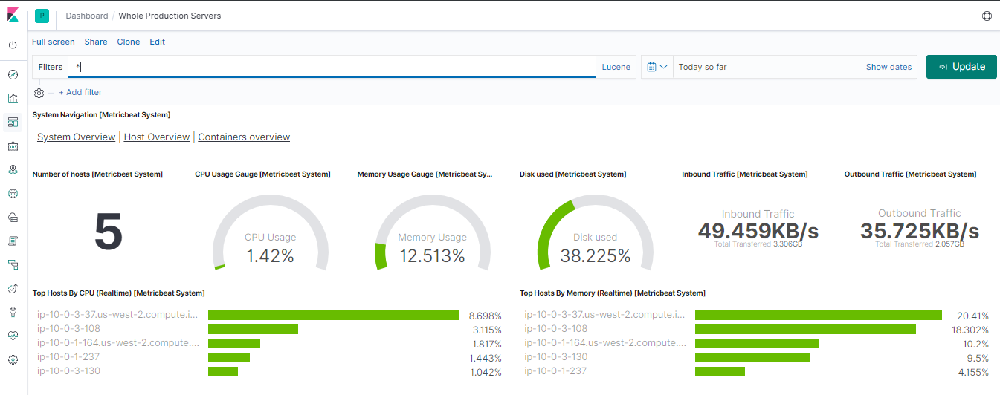 P Dashboard / Whole Production Servers
Full screen Share Clone Edit
Filters * Lucene Today so far Show dates Update
+ Add filter
System Navigation [Metricbeat System]
System Overview | Host Overview | Containers overview
Number of hosts [Metricbeat System]
5
CPU Usage Gauge [Metricbeat System]
CPU Usage
1.42%
Memory Usage Gauge [Metricbeat Sy...
Memory Usage
12.513%
Disk used [Metricbeat System]
Disk used
38.225%
Inbound Traffic [Metricbeat System]
Inbound Traffic
49.459KB/s
Total Transferred 3.306GB
Outbound Traffic [Metricbeat System]
Outbound Traffic
35.725KB/s
Total Transferred 2.057GB
Top Hosts By CPU (Realtime) [Metricbeat System]
ip-10-0-3-37.us-west-2.compute.i... 8.698%
ip-10-0-3-108 3.115%
ip-10-0-1-164.us-west-2.compute.... 1.817%
ip-10-0-1-237 1.443%
ip-10-0-3-130 1.042%
Top Hosts By Memory (Realtime) [Metricbeat System]
ip-10-0-3-37.us-west-2.compute.i... 20.41%
ip-10-0-3-108 18.302%
ip-10-0-1-164.us-west-2.compute.... 10.2%
ip-10-0-3-130 9.5%
ip-10-0-1-237 4.155%